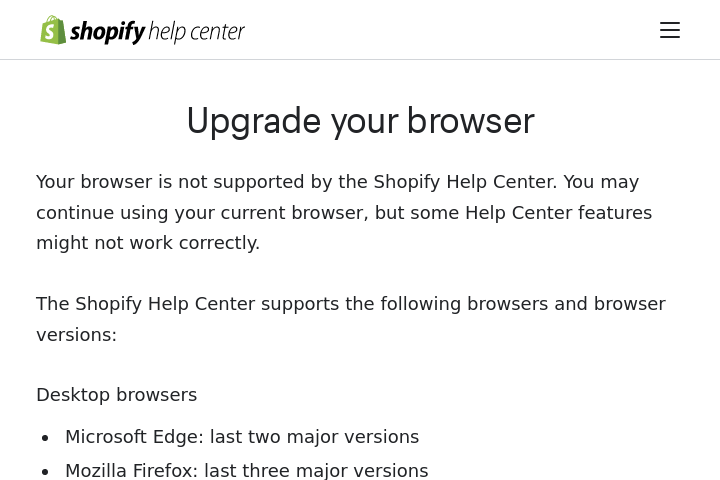 shopify help center
Upgrade your browser
Your browser is not supported by the Shopify Help Center. You may
continue using your current browser, but some Help Center features
might not work correctly.
The Shopify Help Center supports the following browsers and browser
versions:
Desktop browsers
• Microsoft Edge: last two major versions
• Mozilla Firefox: last three major versions